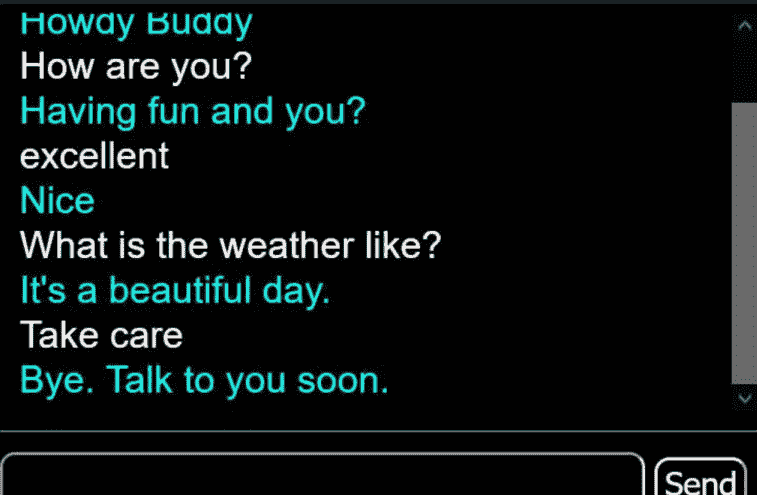 Howdy Buddy
How are you?
Having fun and you?
excellent
Nice
What is the weather like?
It's a beautiful day.
Take care
Bye. Talk to you soon.
Send